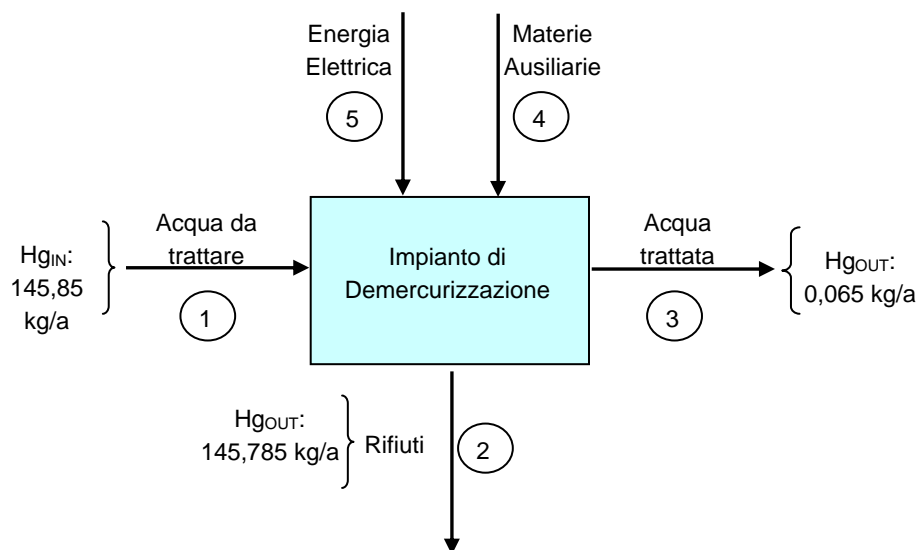 Energia
Elettrica
5
Materie
Ausiliarie
4
Hg_IN:
145,85
kg/a
Acqua da
trattare
1
Impianto di
Demercurizzazione
Acqua
trattata
3
Hg_OUT:
0,065 kg/a
Hg_OUT:
145,785 kg/a
Rifiuti
2